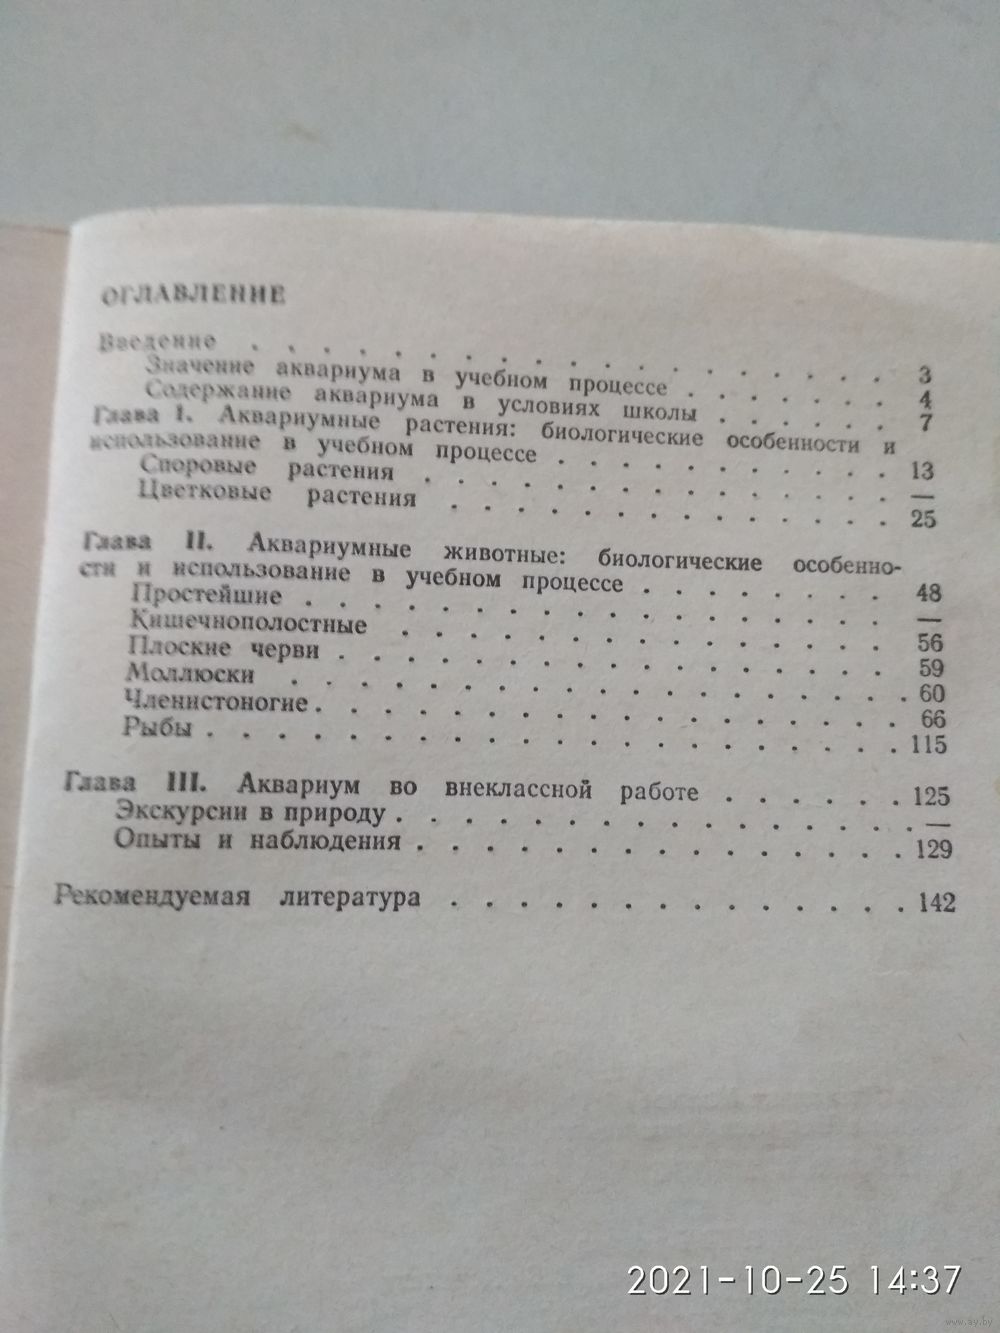 ОГЛАВЛЕНИЕ
Введение . . . . . . . . . . . . . . . . . . 3
Значение аквариума в учебном процессе . . . . . . . 4
Содержание аквариума в условиях школы . . . . . . 7
Глава I. Аквариумные растения: биологические особенности и
использование в учебном процессе . . . . . . . . . . 13
Споровые растения . . . . . . . . . . . . . . —
Цветковые растения . . . . . . . . . . . . . 25
Глава II. Аквариумные животные: биологические особенно-
сти и использование в учебном процессе . . . . . . . 48
Простейшие . . . . . . . . . . . . . . . . . —
Кишечнополостные . . . . . . . . . . . . . . 56
Плоские черви . . . . . . . . . . . . . . . . 59
Моллюски . . . . . . . . . . . . . . . . . . 60
Членистоногие . . . . . . . . . . . . . . . . 66
Рыбы . . . . . . . . . . . . . . . . . . . . 115
Глава III. Аквариум во внеклассной работе . . . . . . 125
Экскурсии в природу . . . . . . . . . . . . . . . —
Опыты и наблюдения . . . . . . . . . . . . . . 129
Рекомендуемая литература . . . . . . . . . . . . . . 142
2021-10-25 14:37
www.ay.by